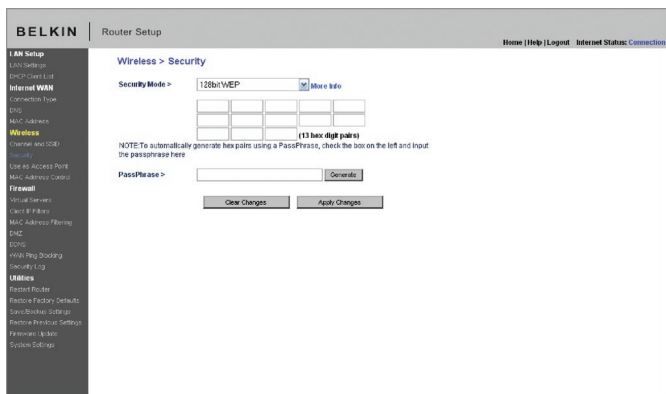 BELKIN
Router Setup
Home | Help | Logout Internet Status: Connection
LAN Setup
LAN Settings
DHCP Client List
Internet WAN
Connection Type
DNS
MAC Address
Wireless
Channel and SSID
Security
Use as Access Point
MAC Address Control
Firewall
Virtual Servers
Client IP Filters
MAC Address Filtering
DMZ
DDNS
WAN Ping Blocking
Security Log
Utilities
Restart Router
Restore Factory Defaults
Save/Backup Settings
Restore Previous Settings
Firmware Update
System Settings
Wireless > Security
Security Mode >
128bit WEP
More Info
(13 hex digit pairs)
NOTE:To automatically generate hex pairs using a PassPhrase, check the box on the left and input
the passphrase here
PassPhrase >
Generate
Clear Changes
Apply Changes